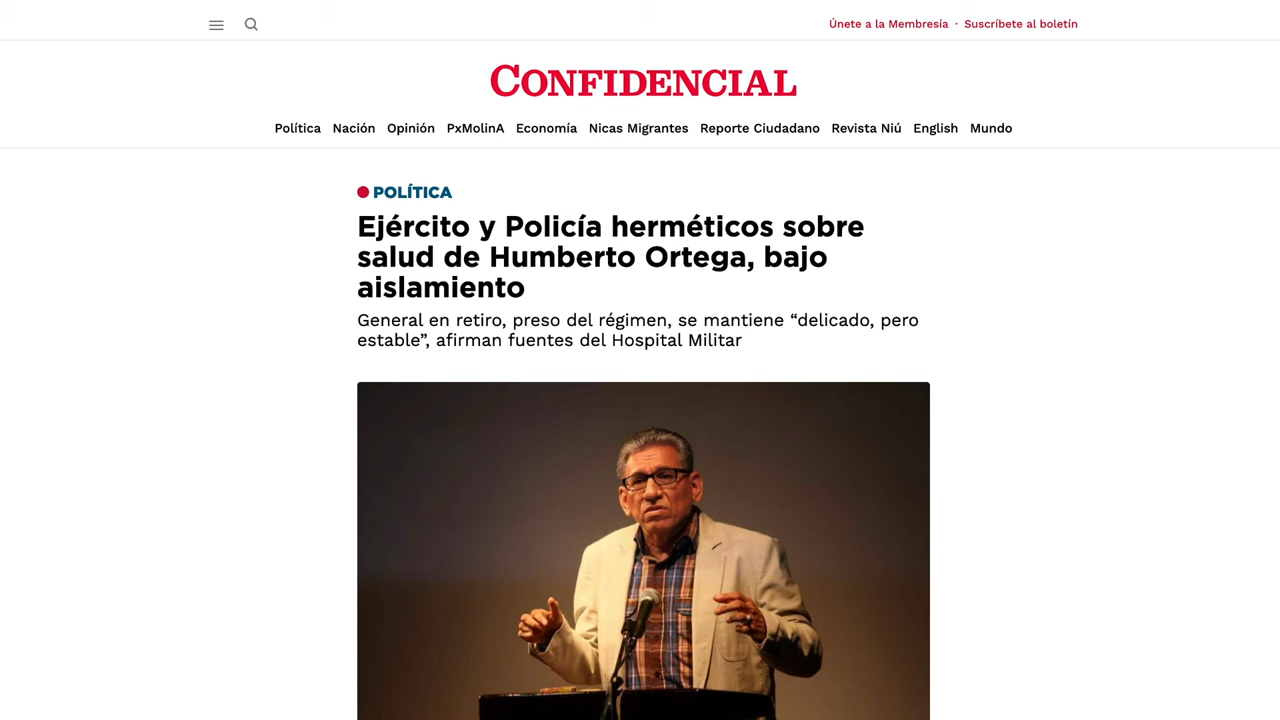 Únete a la Membresía · Suscríbete al boletín
CONFIDENCIAL
Política Nación Opinión PxMolinA Economía Nicas Migrantes Reporte Ciudadano Revista Niú English Mundo
POLÍTICA
Ejército y Policía herméticos sobre
salud de Humberto Ortega, bajo
aislamiento
General en retiro, preso del régimen, se mantiene “delicado, pero
estable”, afirman fuentes del Hospital Militar